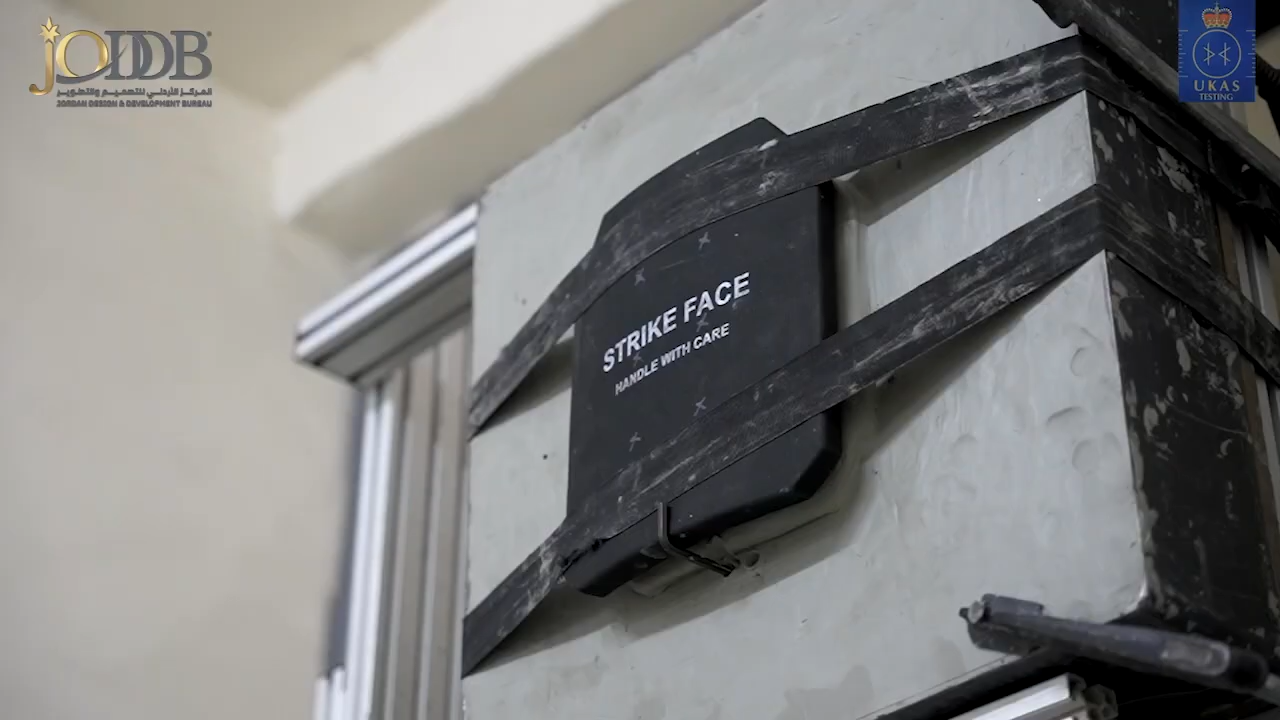 JODDB
المركز الأردني للتصميم والتطوير
JORDAN DESIGN & DEVELOPMENT BUREAU
UKAS
TESTING
STRIKE FACE
HANDLE WITH CARE